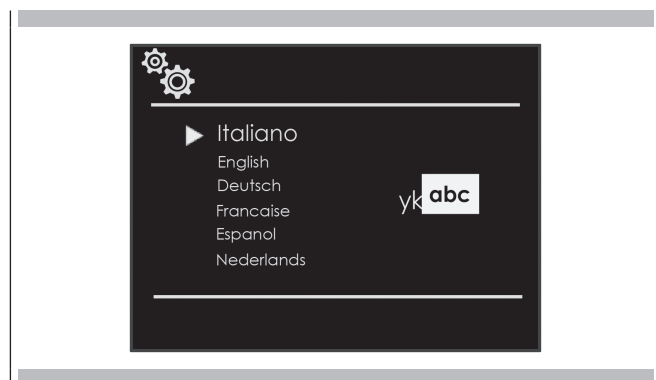 Italiano
English
Deutsch
Francaise
yk abc
Espanol
Nederlands